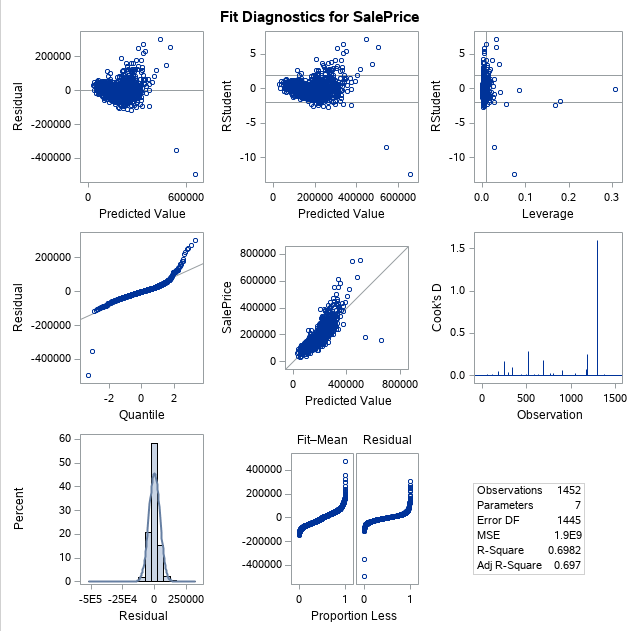 Fit Diagnostics for SalePrice
200000
0
-200000
-400000
Residual
0
600000
Predicted Value
5
0
-5
-10
RStudent
0
200000
400000
600000
Predicted Value
5
0
-5
-10
RStudent
0.0
0.1
0.2
0.3
Leverage
200000
0
-200000
-400000
Residual
-2
0
2
Quantile
800000
600000
400000
200000
0
SalePrice
0
400000
800000
Predicted Value
1.5
1.0
0.5
0.0
Cook's D
0
500
1000
1500
Observation
60
50
40
30
20
10
0
Percent
-5E5
-25E4
0
250000
Residual
Fit–Mean
Residual
400000
200000
0
-200000
-400000
0
1
0
1
Proportion Less
Observations 1452
Parameters 7
Error DF 1445
MSE 1.9E9
R-Square 0.6982
Adj R-Square 0.697